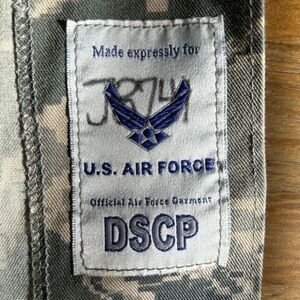 Made expressly for
U.S. AIR FORCE
Official Air Force Garment
DSCP